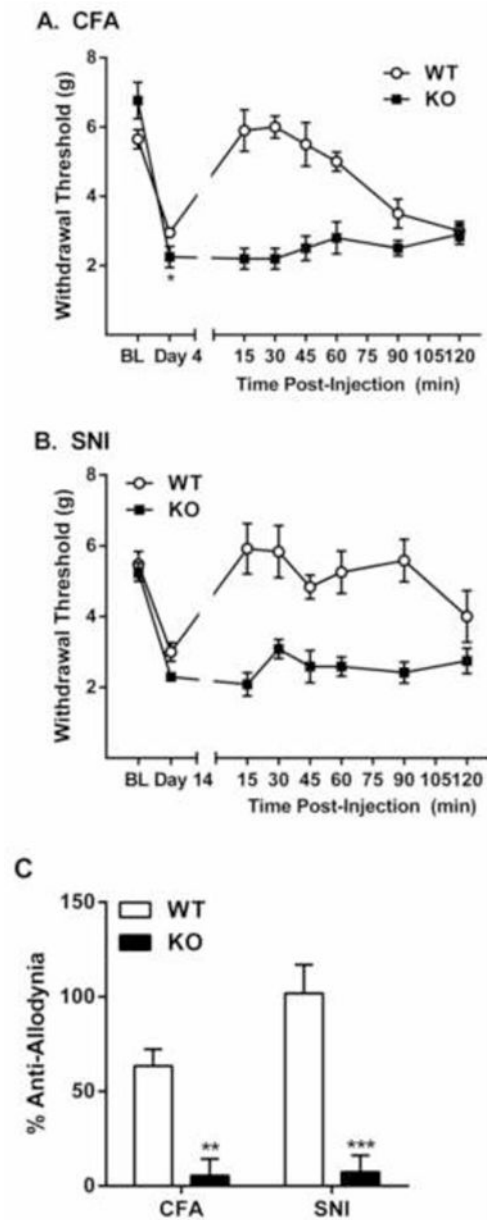 A. CFA
8
6
4
2
Withdrawal Threshold (g)
WT
KO
*
BL Day 4 15 30 45 60 75 90 105 120
Time Post-Injection (min)
B. SNI
8
6
4
2
Withdrawal Threshold (g)
WT
KO
BL Day 14 15 30 45 60 75 90 105 120
Time Post-Injection (min)
C
150
100
50
0
% Anti-Allodynia
WT
KO
** ***
CFA SNI